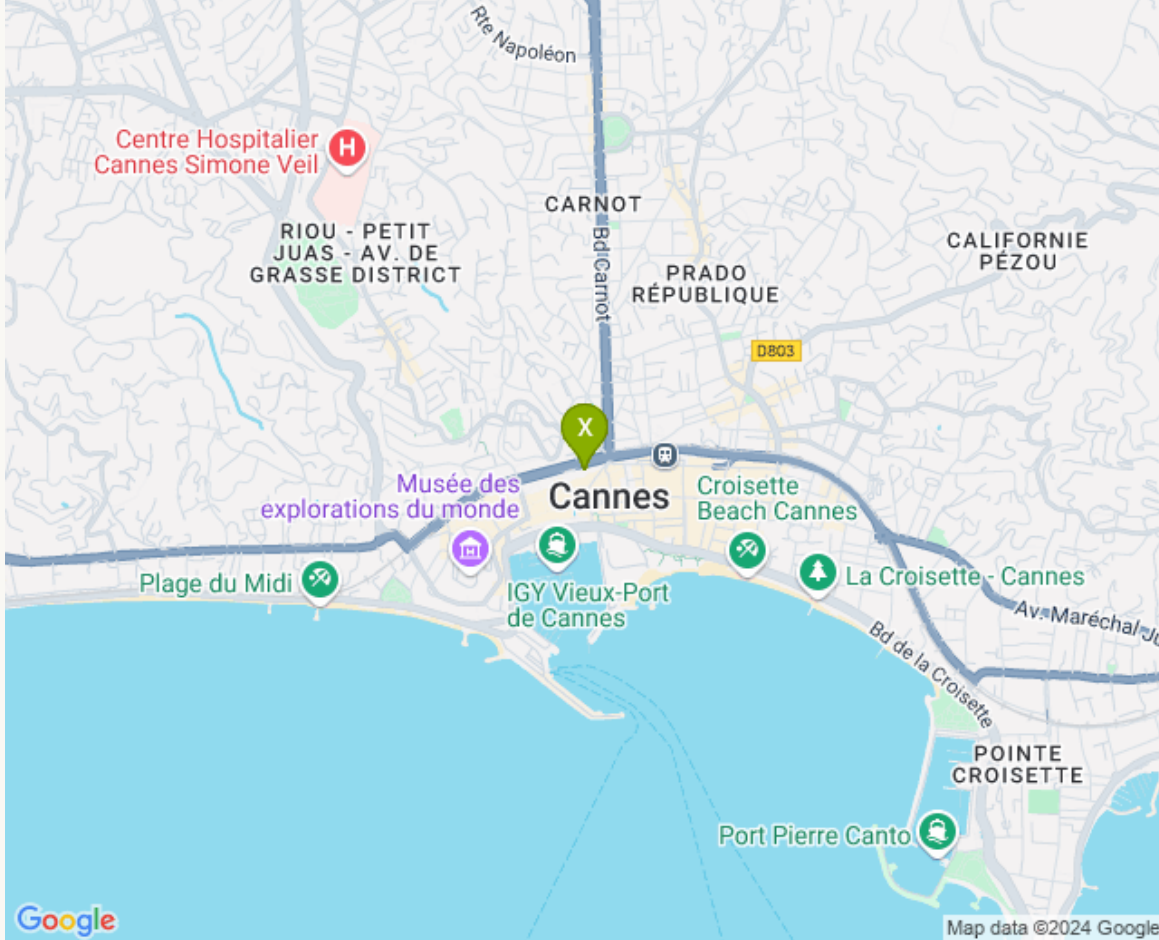 Rte Napoléon
Centre Hospitalier
Cannes Simone Veil
H
CARNOT
RIOU - PETIT
JUAS - AV. DE
GRASSE DISTRICT
Bd Carnot
CALIFORNIE
PÉZOU
PRADO
RÉPUBLIQUE
D803
X
Musée des
explorations du monde
Cannes
Croisette
Beach Cannes
Plage du Midi
IGY Vieux-Port
de Cannes
La Croisette - Cannes
Av. Maréchal Ju
Bd de la Croisette
POINTE
CROISETTE
Port Pierre Canto
Google
Map data ©2024 Google